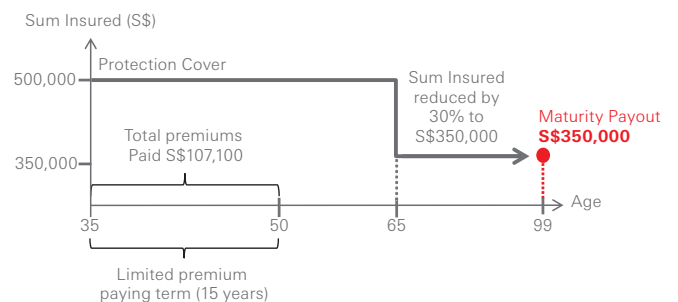 Sum Insured (S$)
Protection Cover
500,000
Sum Insured
reduced by
30% to
S$350,000
Maturity Payout
S$350,000
Total premiums
Paid S$107,100
350,000
Age
35
50
65
99
Limited premium
paying term (15 years)